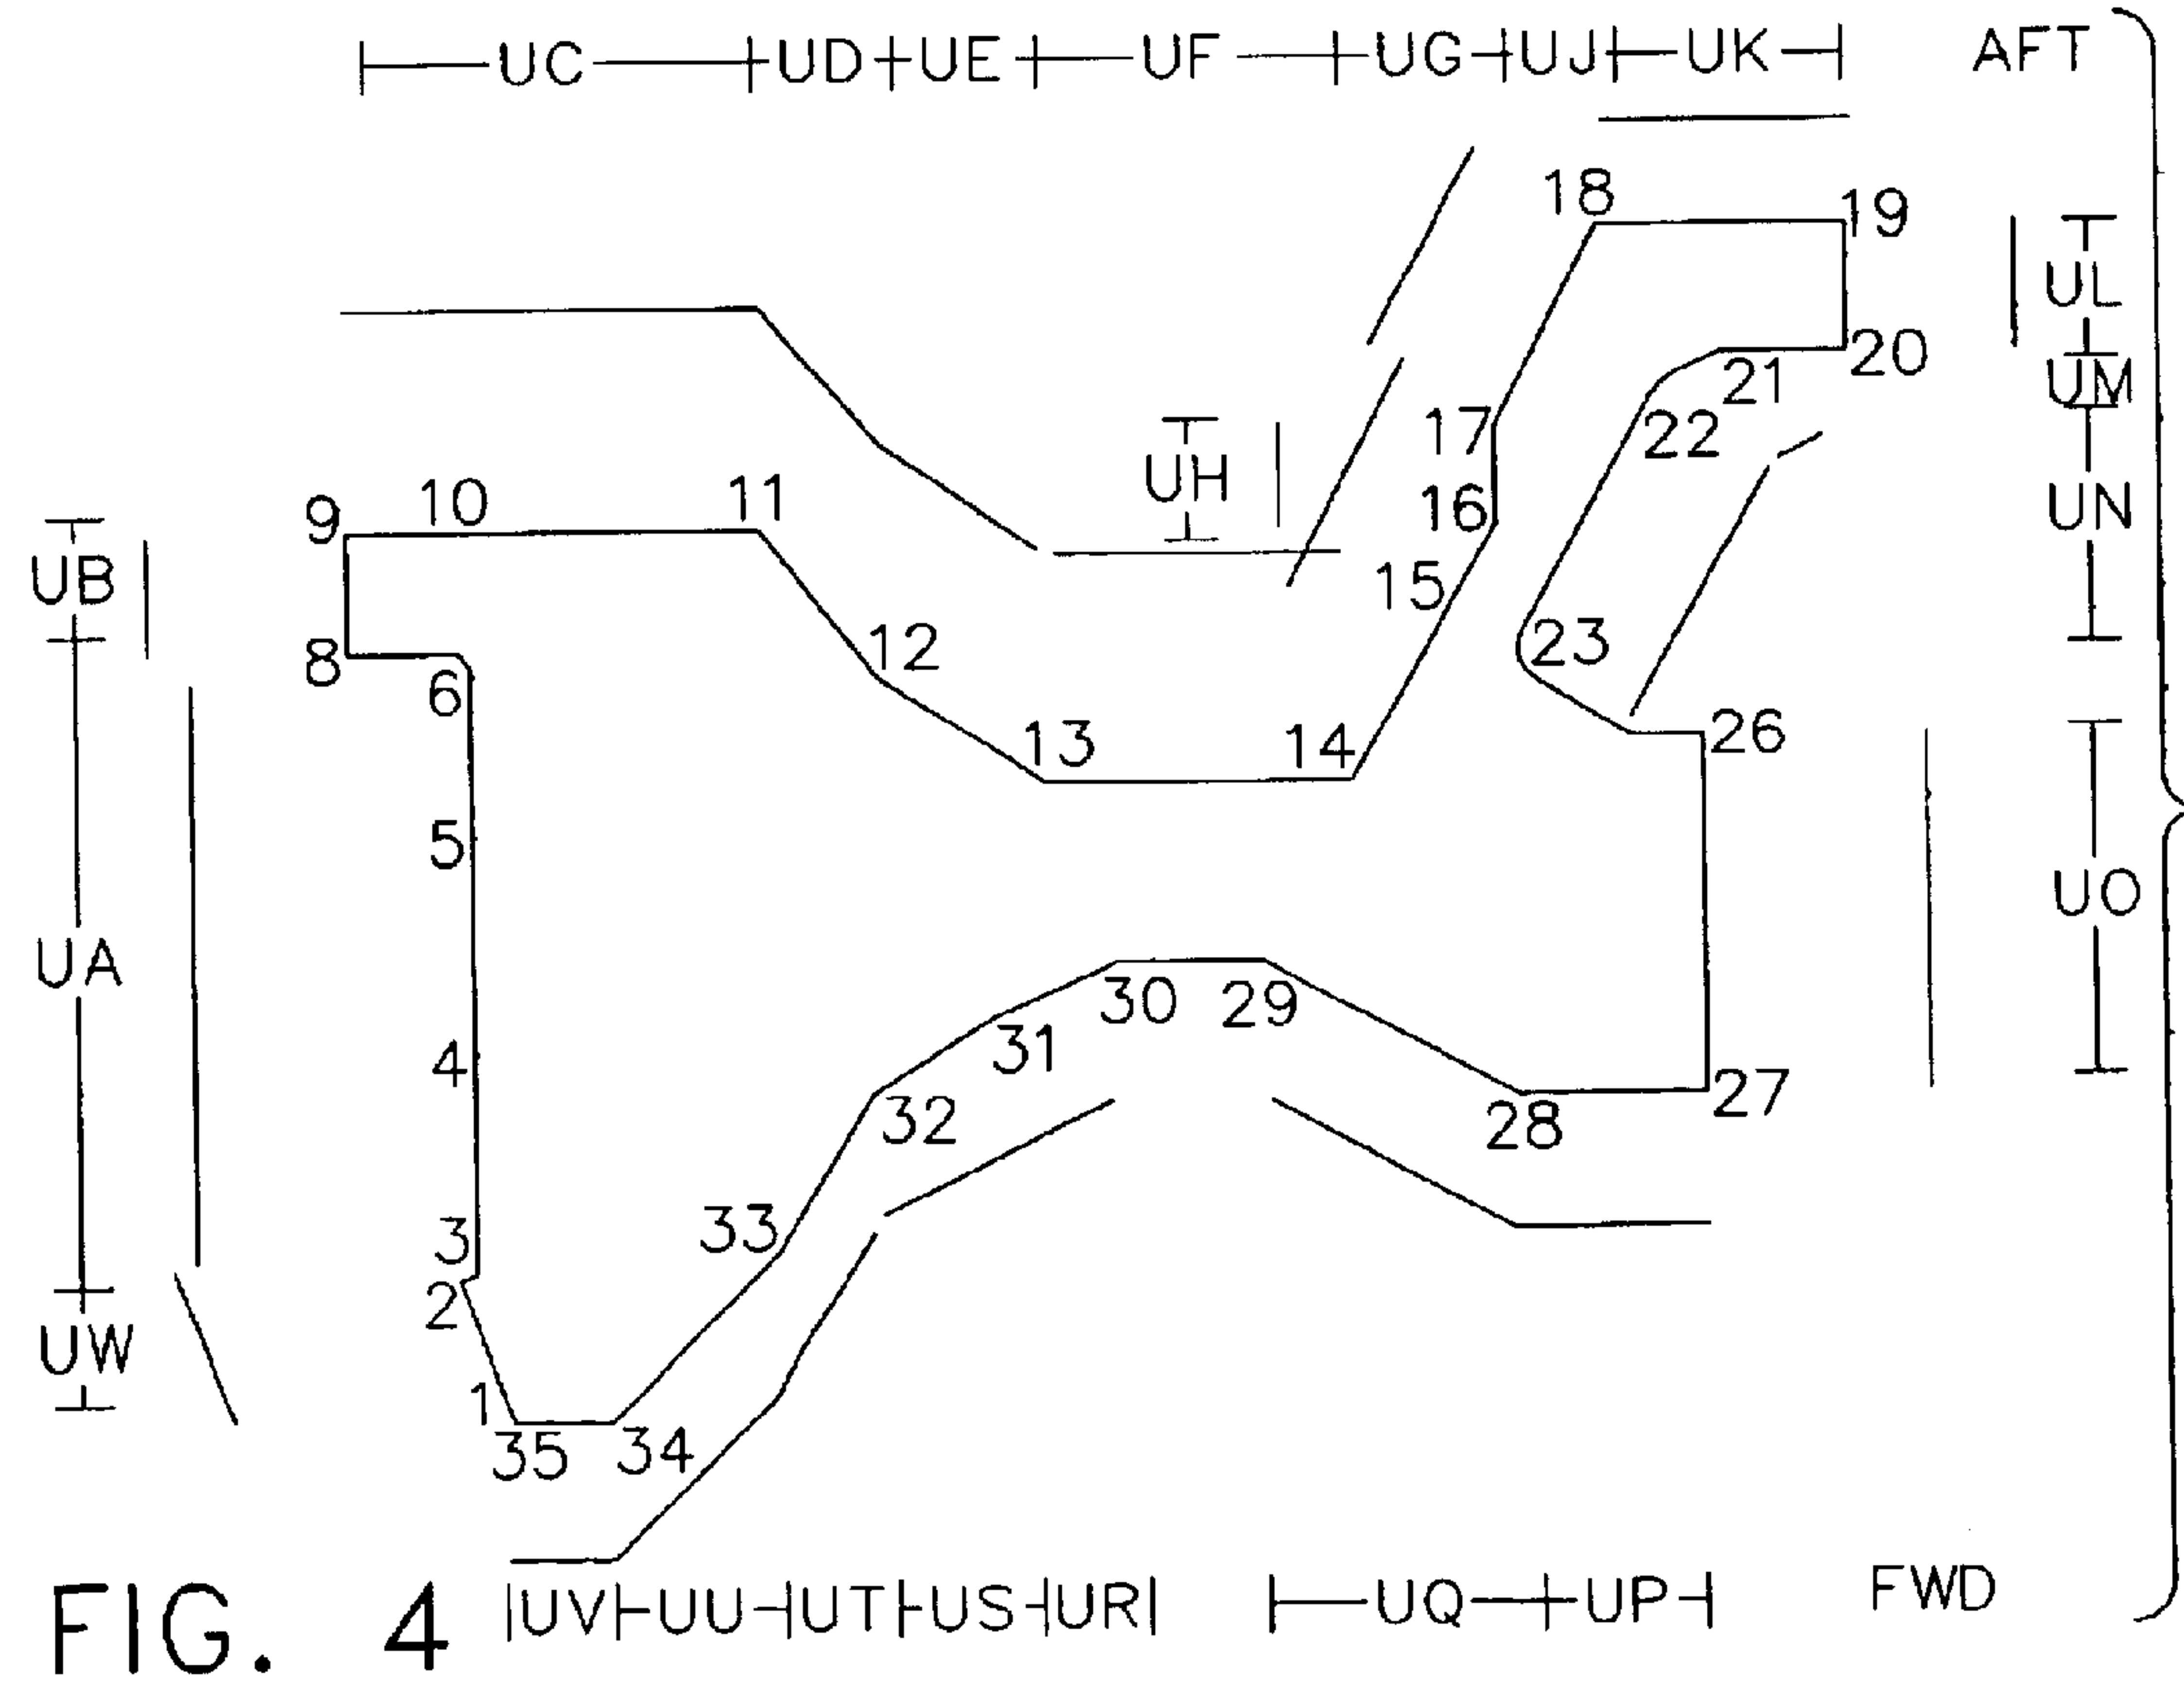 UC UD UE UF UG UJ UK AFT
18 19
UL
20
UM
21
17 22
9 10 11 UH 16 UN
UB 15
8 6 12 23
13 14 26
5 UO
UA 30 29
4 31
32 28 27
3 33
2
UW
1
35 34
FIG. 4 UV UU UT US UR UQ UP FWD